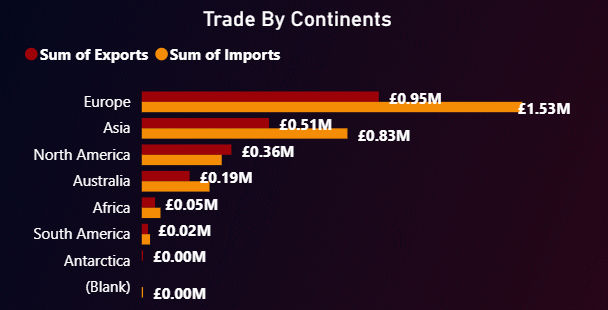 Trade By Continents
Sum of Exports Sum of Imports
Europe £0.95M
£1.53M
Asia £0.51M
£0.83M
North America £0.36M
Australia £0.19M
Africa £0.05M
South America £0.02M
Antarctica £0.00M
(Blank) £0.00M